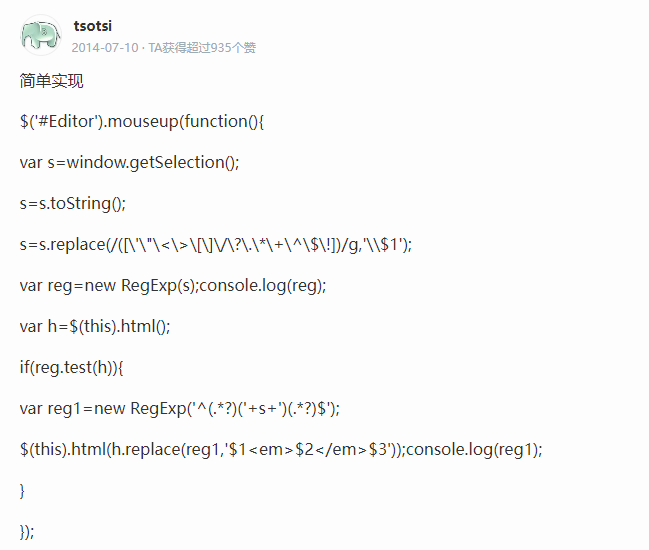 tsotsi
2014-07-10 · TA获得超过935个赞
简单实现
$('#Editor').mouseup(function(){
var s=window.getSelection();
s=s.toString();
s=s.replace(/([\'\"\<\>\[\]\/\?\.\*\+\^\$\!])/g,'\\$1');
var reg=new RegExp(s);console.log(reg);
var h=$(this).html();
if(reg.test(h)){
var reg1=new RegExp('^(.*?)('+s+')(.*?)$');
$(this).html(h.replace(reg1,'$1<em>$2</em>$3'));console.log(reg1);
}
});